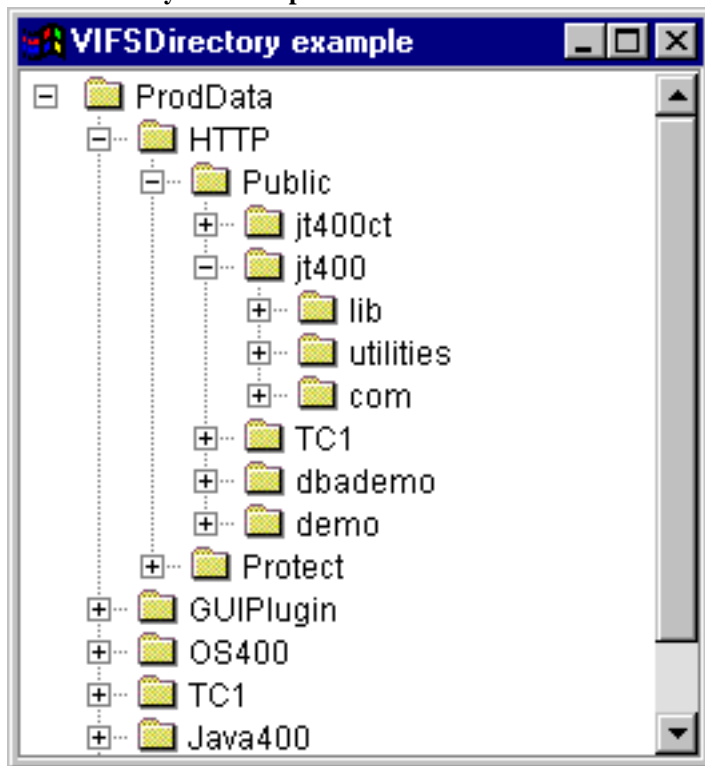 VIFSDirectory example
ProdData
HTTP
Public
jt400ct
jt400
lib
utilities
com
TC1
dbademo
demo
Protect
GUIPlugin
OS400
TC1
Java400